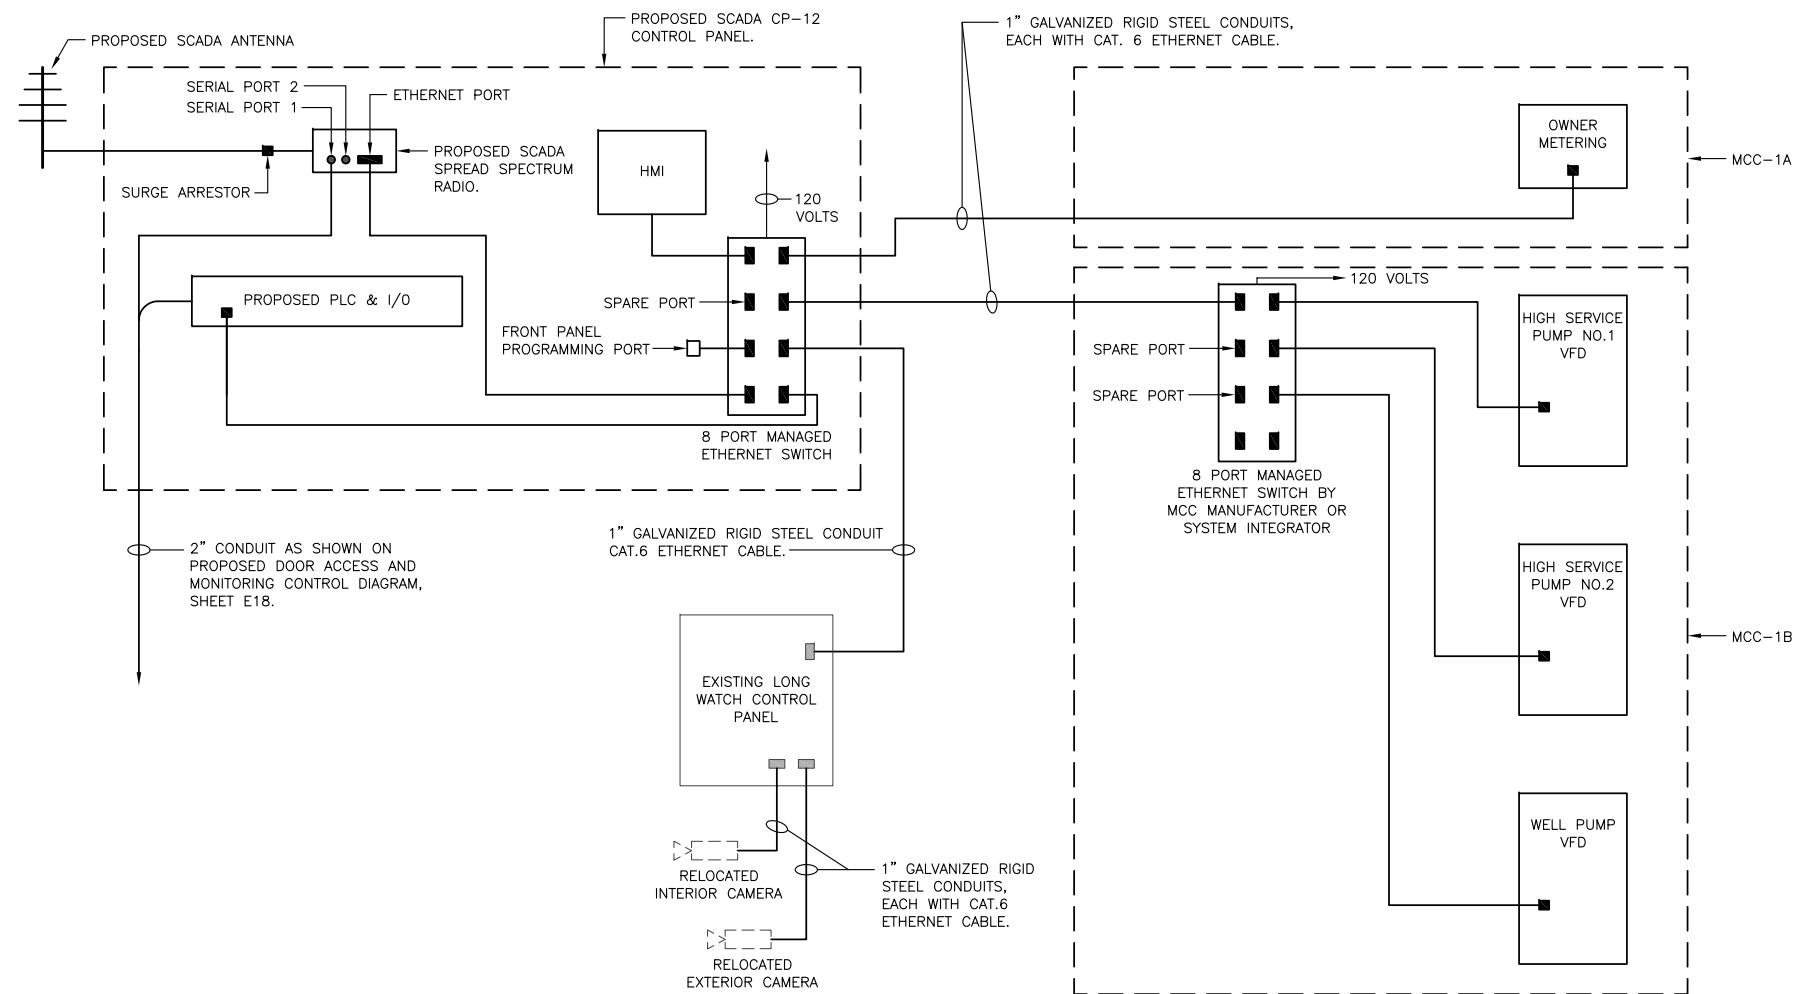 PROPOSED SCADA ANTENNA
PROPOSED SCADA CP-12
CONTROL PANEL.
1" GALVANIZED RIGID STEEL CONDUITS,
EACH WITH CAT. 6 ETHERNET CABLE.
SERIAL PORT 2
SERIAL PORT 1
ETHERNET PORT
PROPOSED SCADA
SPREAD SPECTRUM
RADIO.
SURGE ARRESTOR
HMI
120
VOLTS
OWNER
METERING
MCC-1A
PROPOSED PLC & I/O
SPARE PORT
FRONT PANEL
PROGRAMMING PORT
8 PORT MANAGED
ETHERNET SWITCH
120 VOLTS
SPARE PORT
SPARE PORT
8 PORT MANAGED
ETHERNET SWITCH BY
MCC MANUFACTURER OR
SYSTEM INTEGRATOR
HIGH SERVICE
PUMP NO.1
VFD
HIGH SERVICE
PUMP NO.2
VFD
MCC-1B
WELL PUMP
VFD
2" CONDUIT AS SHOWN ON
PROPOSED DOOR ACCESS AND
MONITORING CONTROL DIAGRAM,
SHEET E18.
1" GALVANIZED RIGID STEEL CONDUIT
CAT.6 ETHERNET CABLE.
EXISTING LONG
WATCH CONTROL
PANEL
RELOCATED
INTERIOR CAMERA
1" GALVANIZED RIGID
STEEL CONDUITS,
EACH WITH CAT.6
ETHERNET CABLE.
RELOCATED
EXTERIOR CAMERA